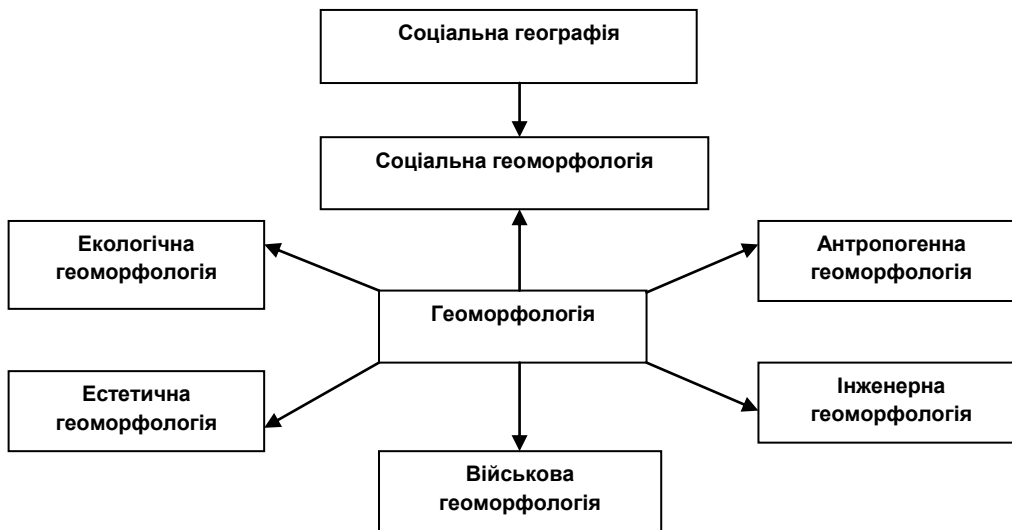 Соціальна географія
Соціальна геоморфологія
Екологічна
геоморфологія
Антропогенна
геоморфологія
Геоморфологія
Естетична
геоморфологія
Інженерна
геоморфологія
Військова
геоморфологія